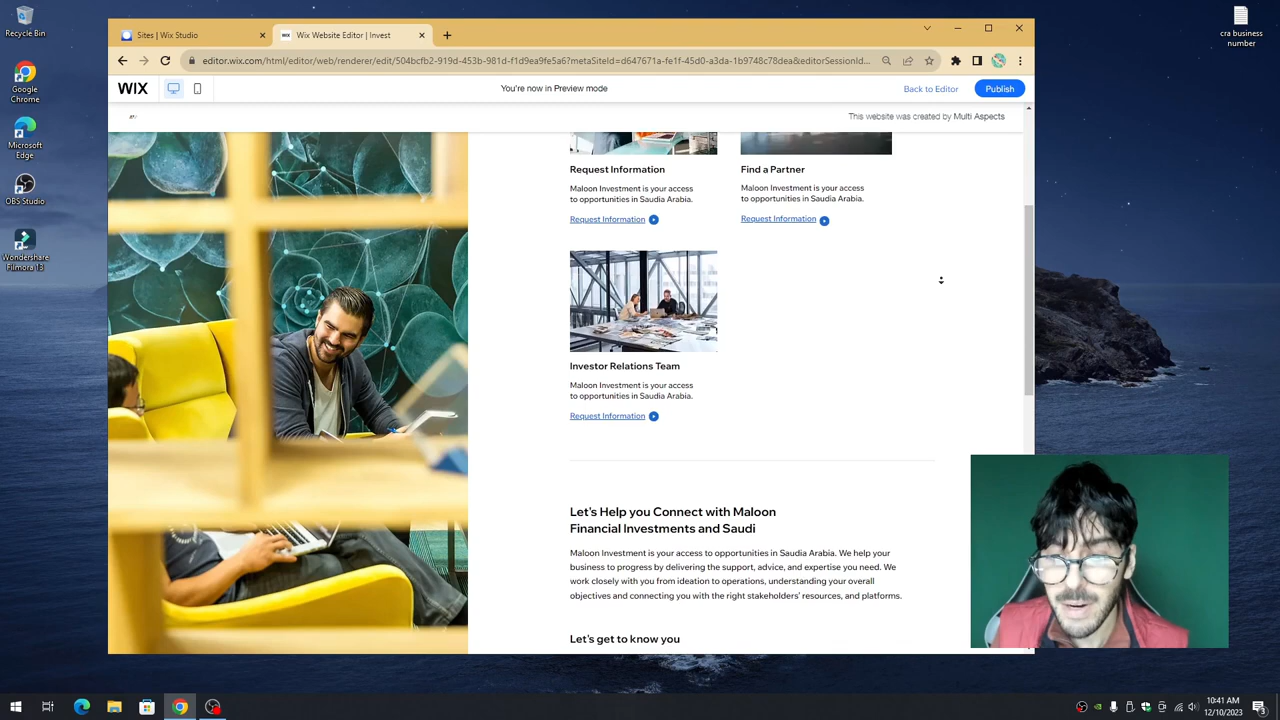 Recycle Bin
Google
Chrome
Edge
OBS Studio
Wondershare
Filmora 13
cra business
number
Sites | Wix Studio
WIX
Wix Website Editor | Invest
editor.wix.com/html/editor/web/renderer/edit/504bcfb2-919d-453b-981d-f1d9ea9fe5a6?metaSiteId=d647671a-fe1f-45d0-a3da-1b9748c78dea&editorSessionId...
WIX
You're now in Preview mode
Back to Editor
Publish
This website was created by Multi Aspects
Request Information
Maloon Investment is your access
to opportunities in Saudia Arabia.
Request Information
Find a Partner
Maloon Investment is your access
to opportunities in Saudia Arabia.
Request Information
Investor Relations Team
Maloon Investment is your access
to opportunities in Saudia Arabia.
Request Information
Let's Help you Connect with Maloon
Financial Investments and Saudi
Maloon Investment is your access to opportunities in Saudia Arabia. We help your
business to progress by delivering the support, advice, and expertise you need. We
work closely with you from ideation to operations, understanding your overall
objectives and connecting you with the right stakeholders' resources, and platforms.
Let's get to know you
10:41 AM
12/10/2023